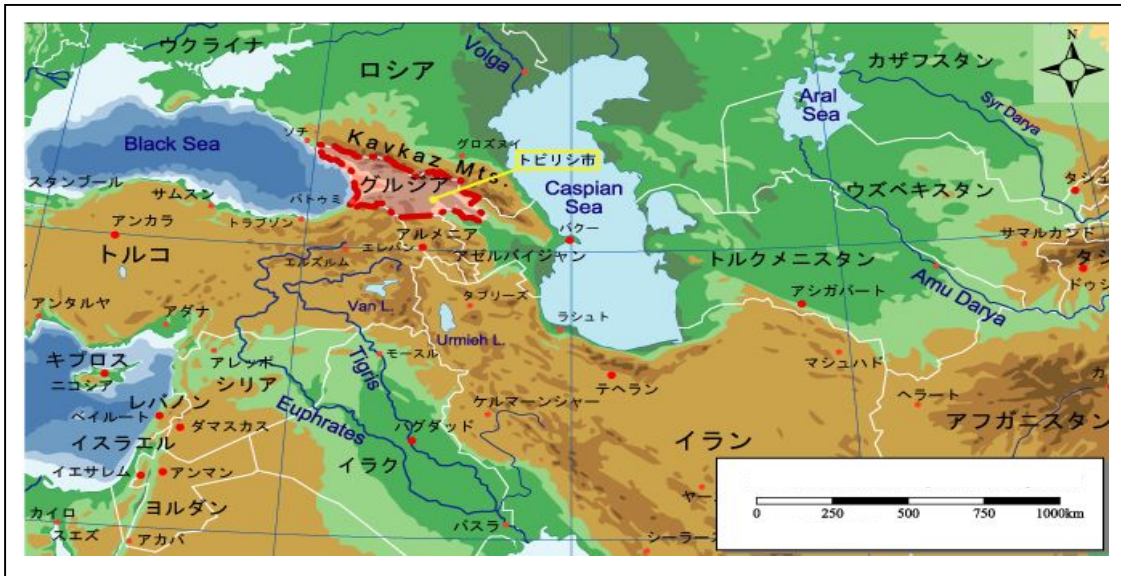 N
ウクライナ
ロシア
Volga
カザフスタン
Aral
Sea
Syr Darya
Black Sea
ソチ
Kavkaz Mts.
グロズヌイ
トビリシ市
Caspian
Sea
グルジア
ウズベキスタン
スタンブール
サムスン
バトゥミ
トラブゾン
アンカラ
トルコ
アルメニア
エレバン
アゼルバイジャン
バクー
エルズルム
トルクメニスタン
サマルカンド
タシュ
タジ
ドゥシ
アンタルヤ
アダナ
Van L.
タブリーズ
Urmieh L.
ラシュト
アシガバート
Amu Darya
キプロス
ニコシア
アレッポ
シリア
モースル
Tigris
テヘラン
マシュハド
レバノン
ベイルート
ダマスカス
Euphrates
ケルマーンシャー
ヘラート
カ
アフガニスタン
イスラエル
バグダッド
イラク
イラン
イエサレム
アンマン
ヨルダン
カイロ
スエズ
アカバ
バスラ
ヤー
シーラー
0 250 500 750 1000km